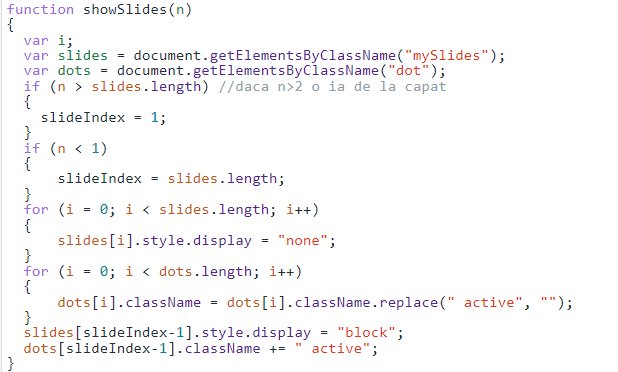 function showSlides(n)
{
  var i;
  var slides = document.getElementsByClassName("mySlides");
  var dots = document.getElementsByClassName("dot");
  if (n > slides.length) //daca n>2 o ia de la capat
  {
    slideIndex = 1;
  }
  if (n < 1)
  {
      slideIndex = slides.length;
  }
  for (i = 0; i < slides.length; i++)
  {
      slides[i].style.display = "none";
  }
  for (i = 0; i < dots.length; i++)
  {
      dots[i].className = dots[i].className.replace(" active", "");
  }
  slides[slideIndex-1].style.display = "block";
  dots[slideIndex-1].className += " active";
}